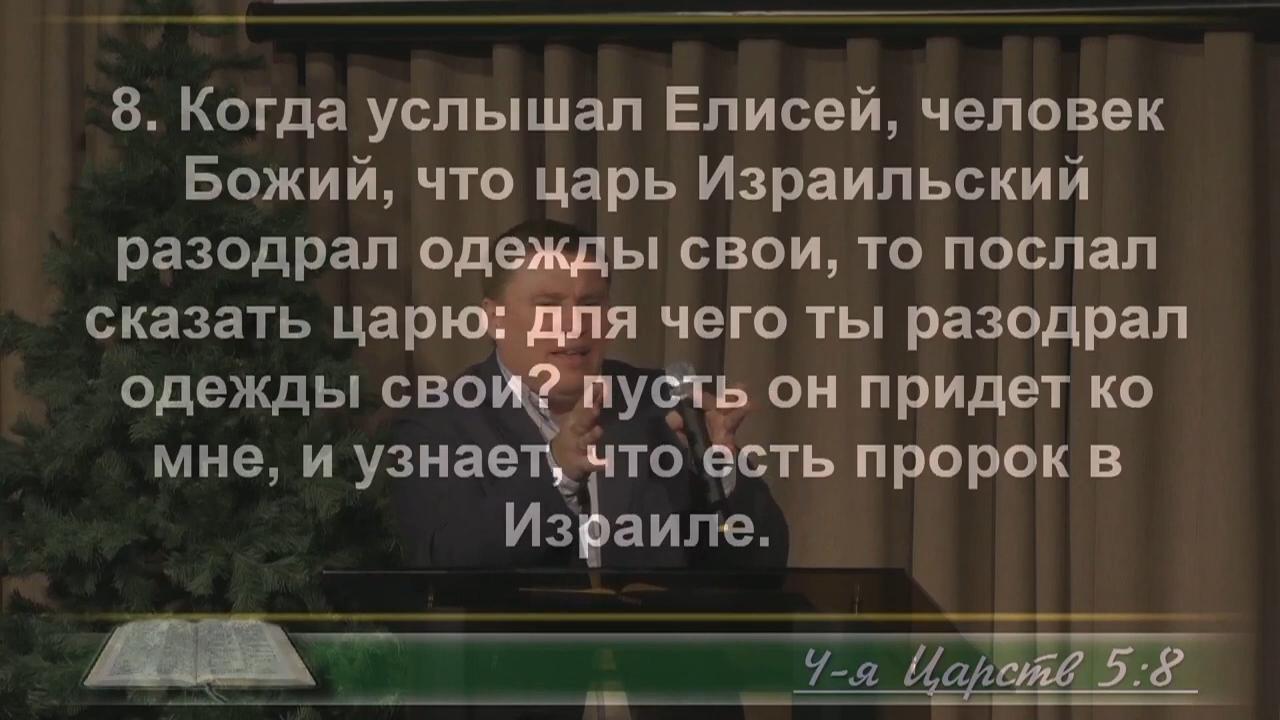 8. Когда услышал Елисей, человек
Божий, что царь Израильский
разодрал одежды свои, то послал
сказать царю: для чего ты разодрал
одежды свои? пусть он придет ко
мне, и узнает, что есть пророк в
Израиле.
4-я Царств 5:8